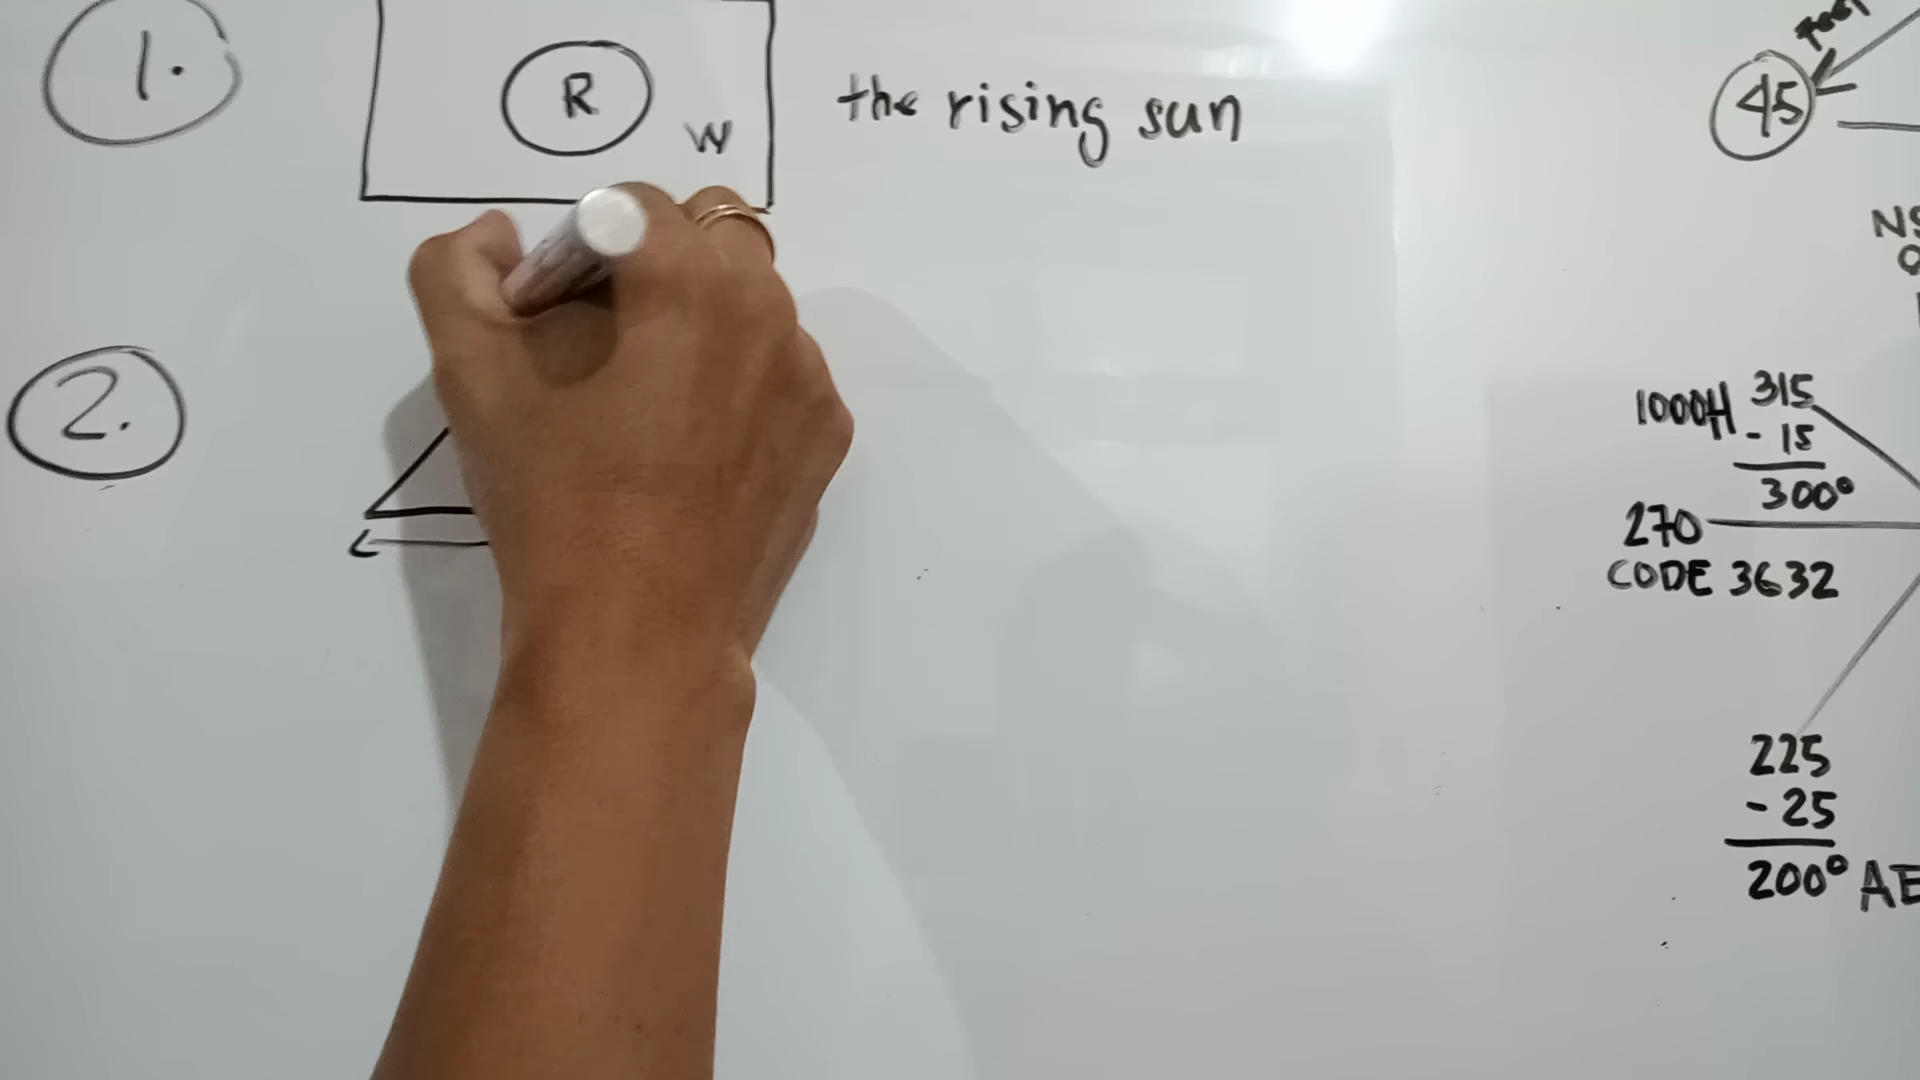 1.
R
W
the rising sun
2.
45
1000H 315
- 15
300°
270
CODE 3632
225
- 25
200° AE